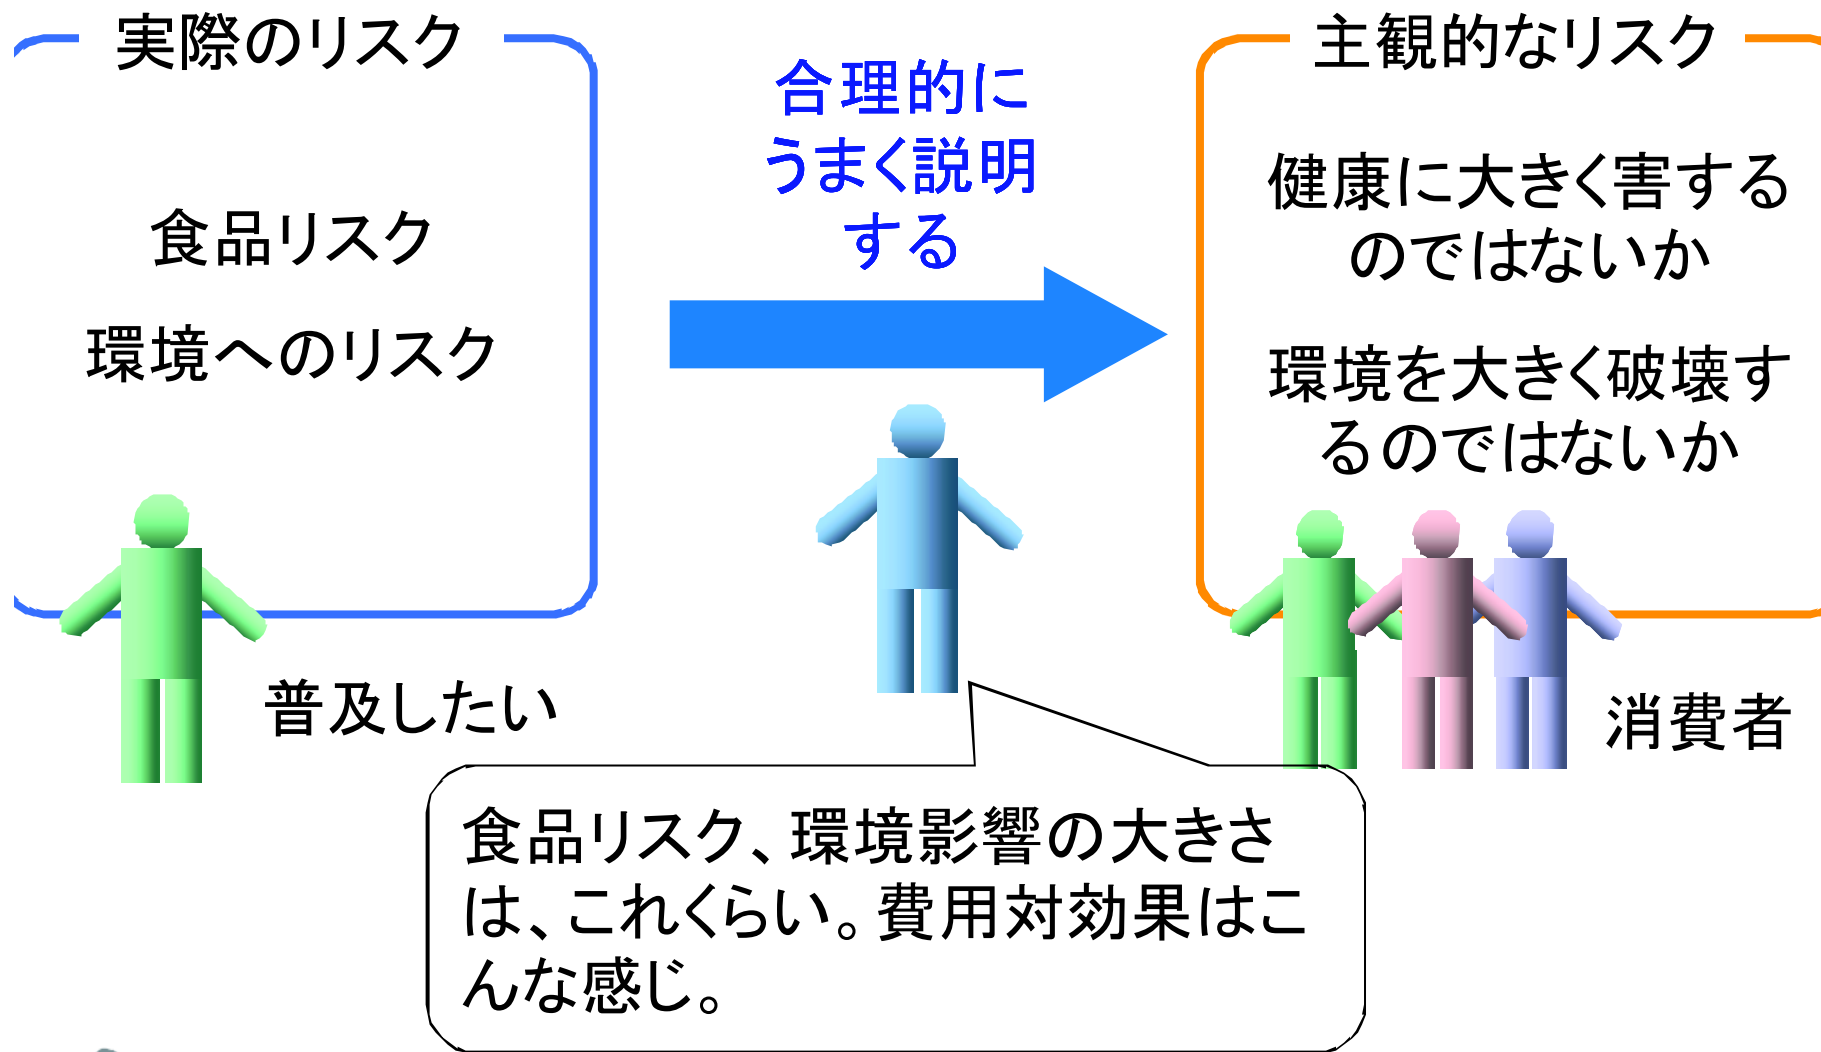 実際のリスク
食品リスク
環境へのリスク
普及したい
合理的に
うまく説明
する
主観的なリスク
健康に大きく害する
のではないか
環境を大きく破壊す
るのではないか
消費者
食品リスク、環境影響の大きさ
は、これくらい。費用対効果はこ
んな感じ。